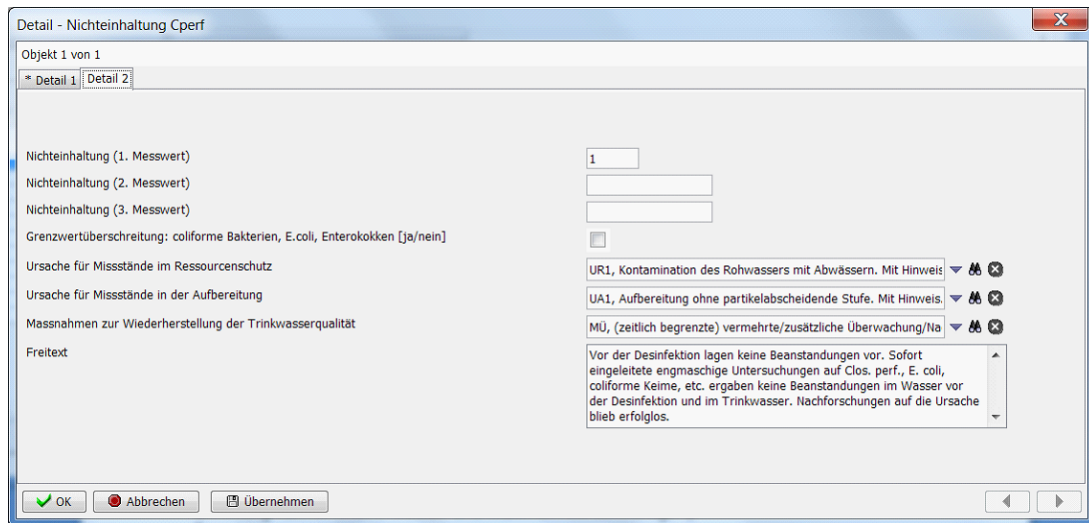 Detail - Nichteinhaltung Cperf
Objekt 1 von 1
* Detail 1 Detail 2
Nichteinhaltung (1. Messwert) 1
Nichteinhaltung (2. Messwert)
Nichteinhaltung (3. Messwert)
Grenzwertüberschreitung: coliforme Bakterien, E.coli, Enterokokken [ja/nein]
Ursache für Missstände im Ressourcenschutz UR1, Kontamination des Rohwassers mit Abwässern. Mit Hinweis
Ursache für Missstände in der Aufbereitung UA1, Aufbereitung ohne partikelabscheidende Stufe. Mit Hinweis.
Massnahmen zur Wiederherstellung der Trinkwasserqualität MÜ, (zeitlich begrenzte) vermehrte/zusätzliche Überwachung/Na
Freitext Vor der Desinfektion lagen keine Beanstandungen vor. Sofort
eingeleitete engmaschige Untersuchungen auf Clos. perf., E. coli,
coliforme Keime, etc. ergaben keine Beanstandungen im Wasser vor
der Desinfektion und im Trinkwasser. Nachforschungen auf die Ursache
blieb erfolglos.
OK Abbrechen Übernehmen